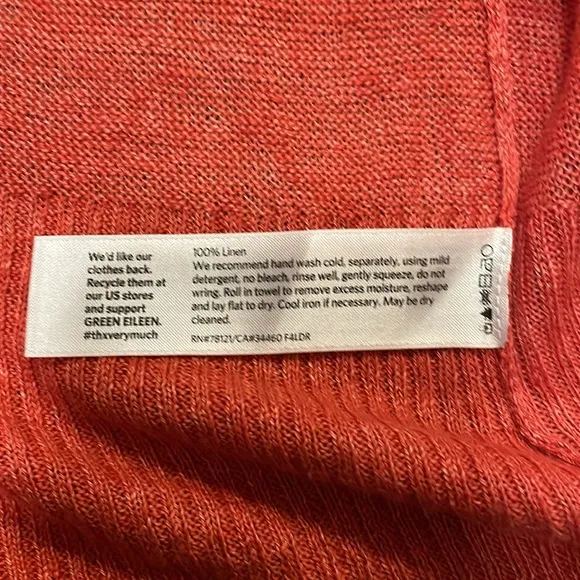 We'd like our
clothes back.
Recycle them at
our US stores
and support
GREEN EILEEN.
#thxverymuch
100% Linen
We recommend hand wash cold, separately, using mild
detergent, no bleach, rinse well, gently squeeze, do not
wring. Roll in towel to remove excess moisture, reshape
and lay flat to dry. Cool iron if necessary. May be dry
cleaned.
RN#78121/CA#34460 F4LDR